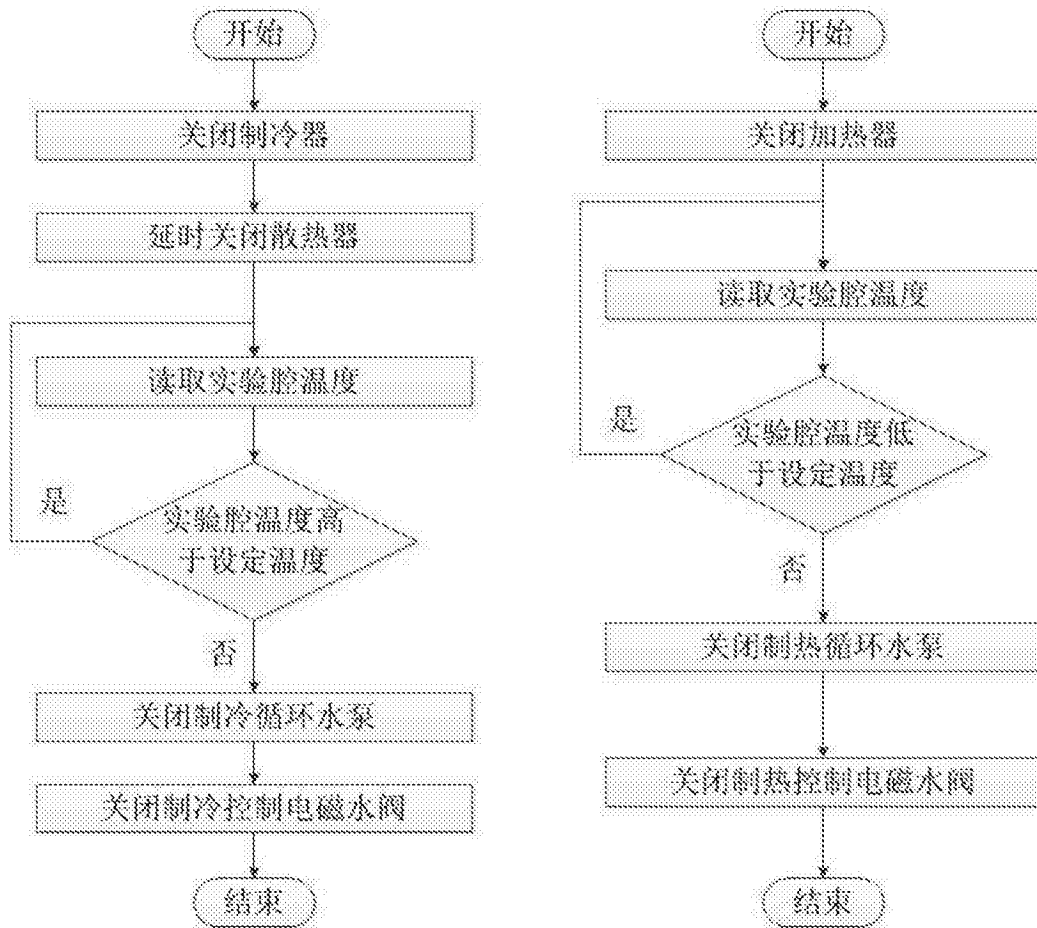 开始
关闭制冷器
延时关闭散热器
读取实验腔温度
是
实验腔温度高
于设定温度
否
关闭制冷循环水泵
关闭制冷控制电磁水阀
结束
开始
关闭加热器
读取实验腔温度
是
实验腔温度低
于设定温度
否
关闭制热循环水泵
关闭制热控制电磁水阀
结束